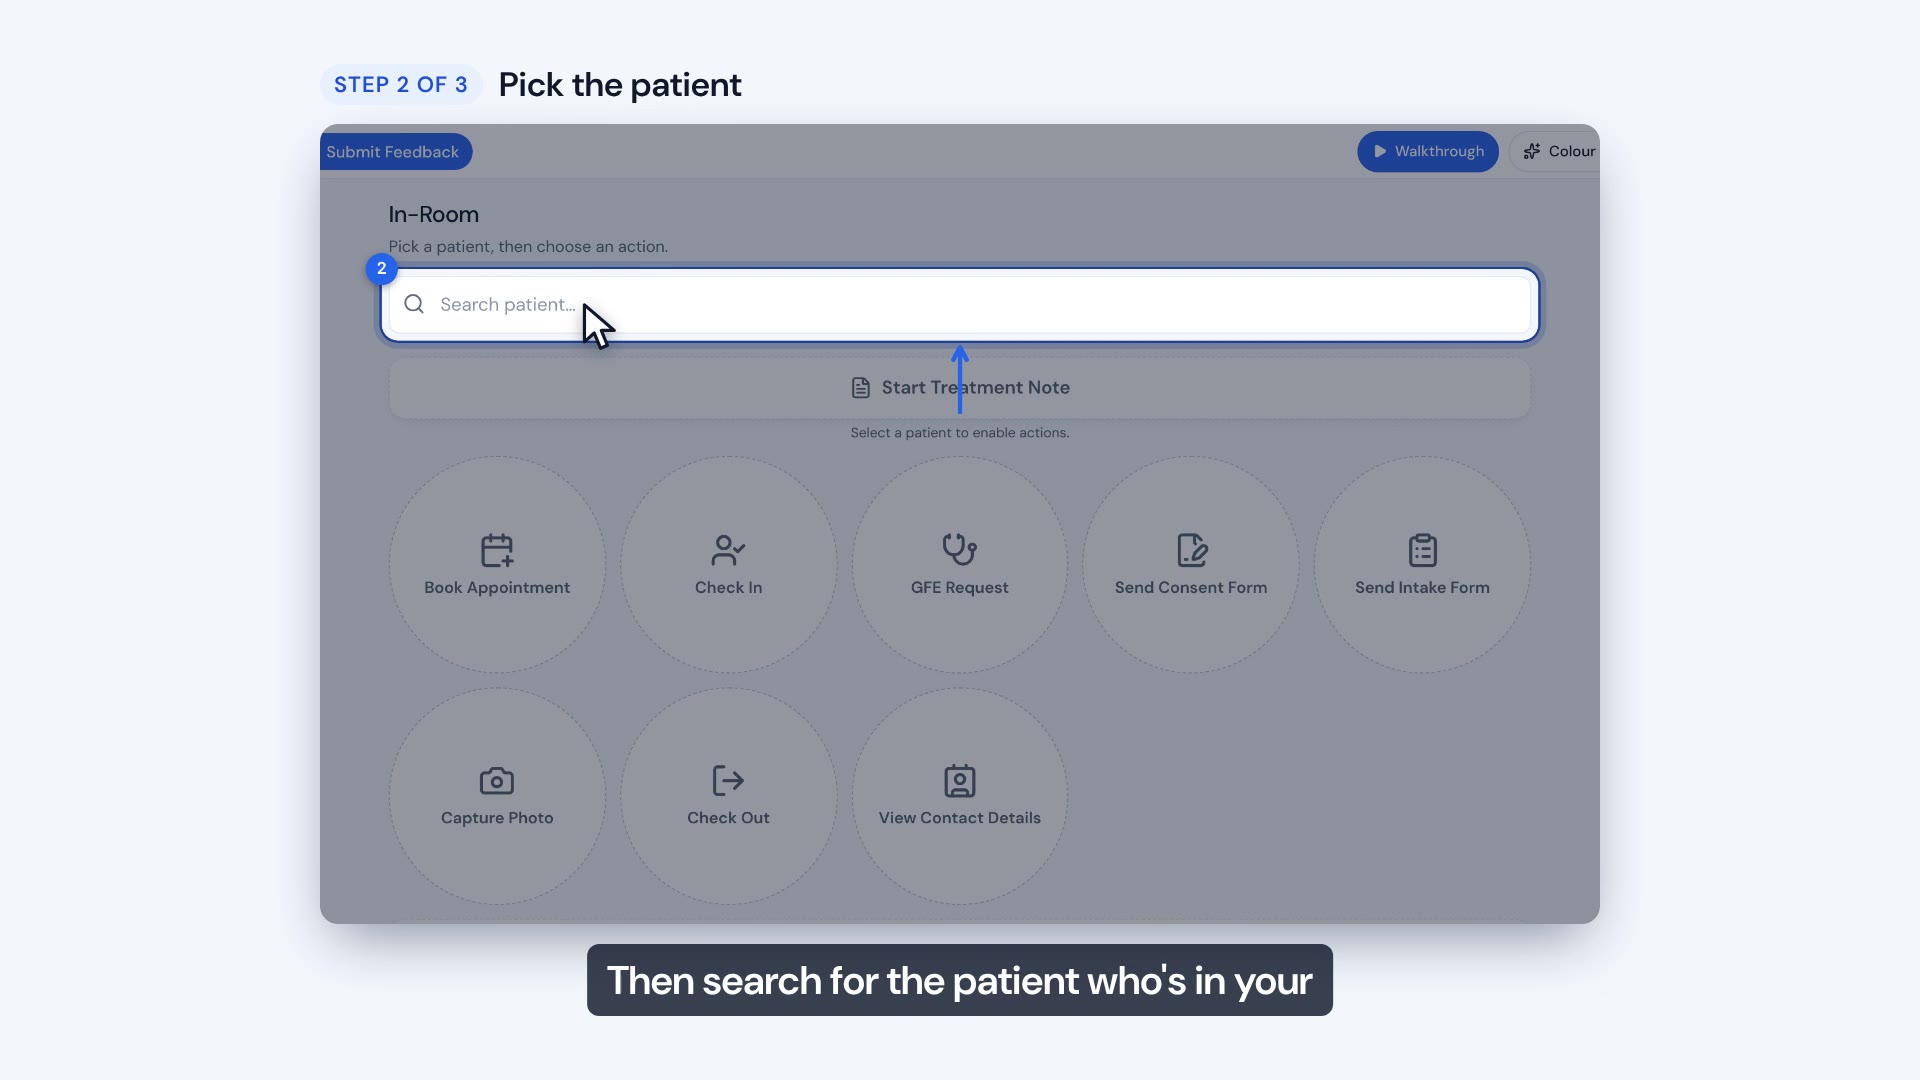 STEP 2 OF 3 Pick the patient
Submit Feedback
Walkthrough
Colour
In-Room
Pick a patient, then choose an action.
2
Search patient...
Start Treatment Note
Select a patient to enable actions.
Book Appointment
Check In
GFE Request
Send Consent Form
Send Intake Form
Capture Photo
Check Out
View Contact Details
Then search for the patient who's in your